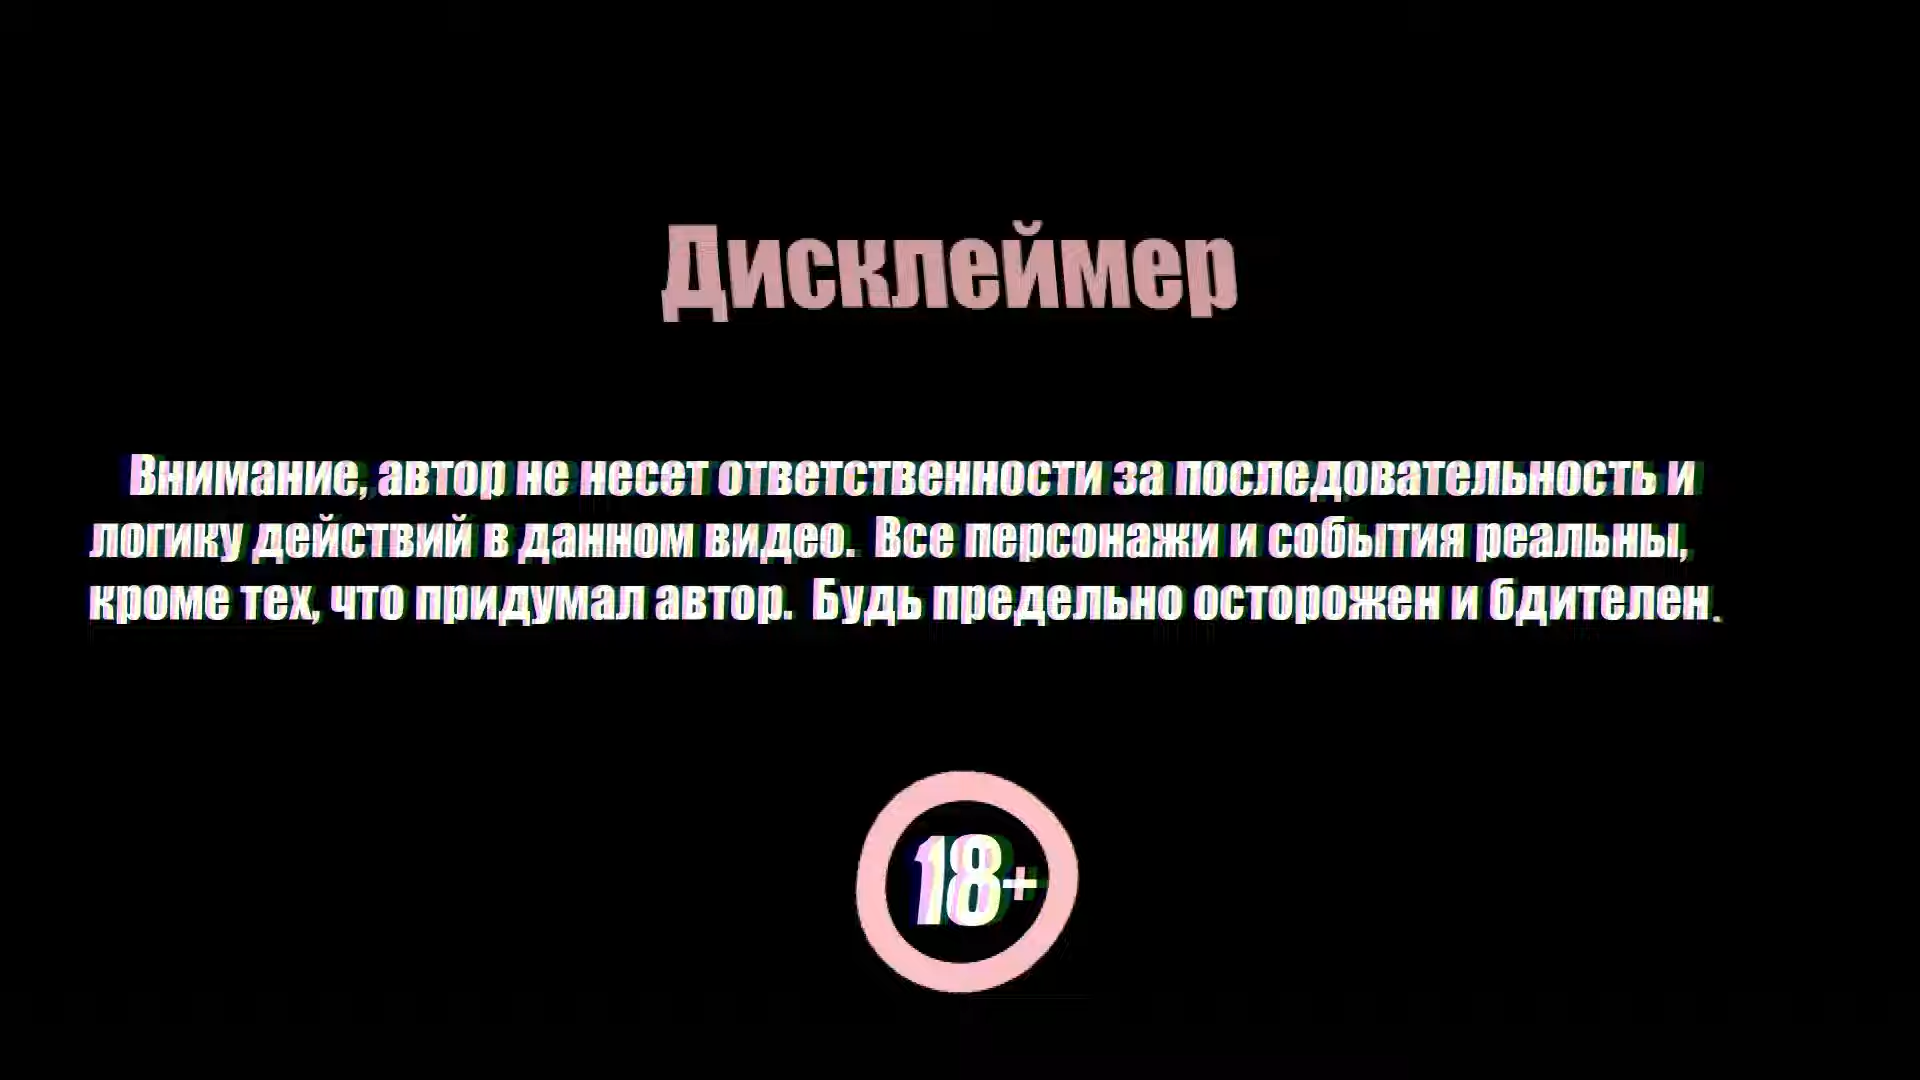 Дисклеймер
Внимание, автор не несет ответственности за последовательность и
логику действий в данном видео. Все персонажи и события реальны,
кроме тех, что придумал автор. Будь предельно осторожен и бдителен.
18+